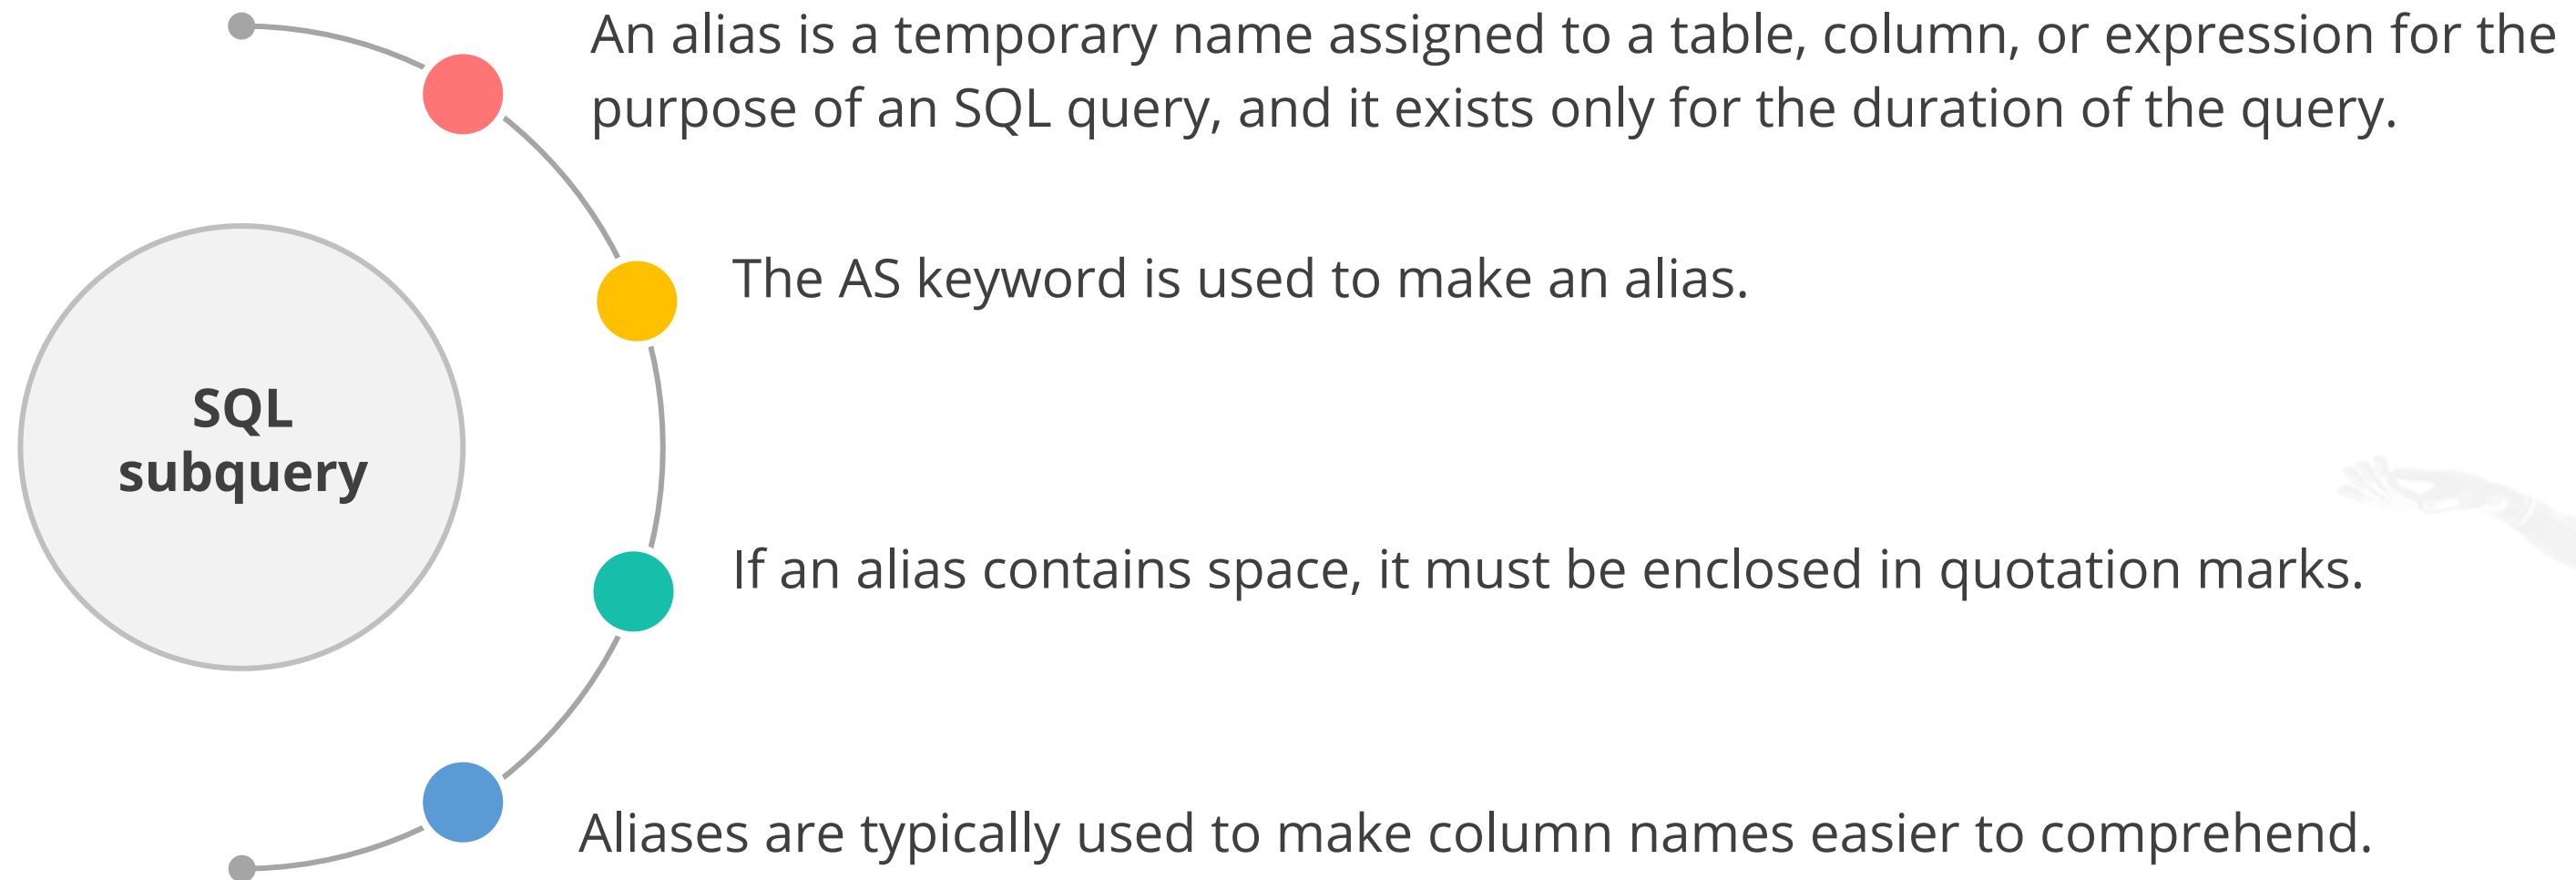 An alias is a temporary name assigned to a table, column, or expression for the
purpose of an SQL query, and it exists only for the duration of the query.
The AS keyword is used to make an alias.
SQL
subquery
If an alias contains space, it must be enclosed in quotation marks.
Aliases are typically used to make column names easier to comprehend.